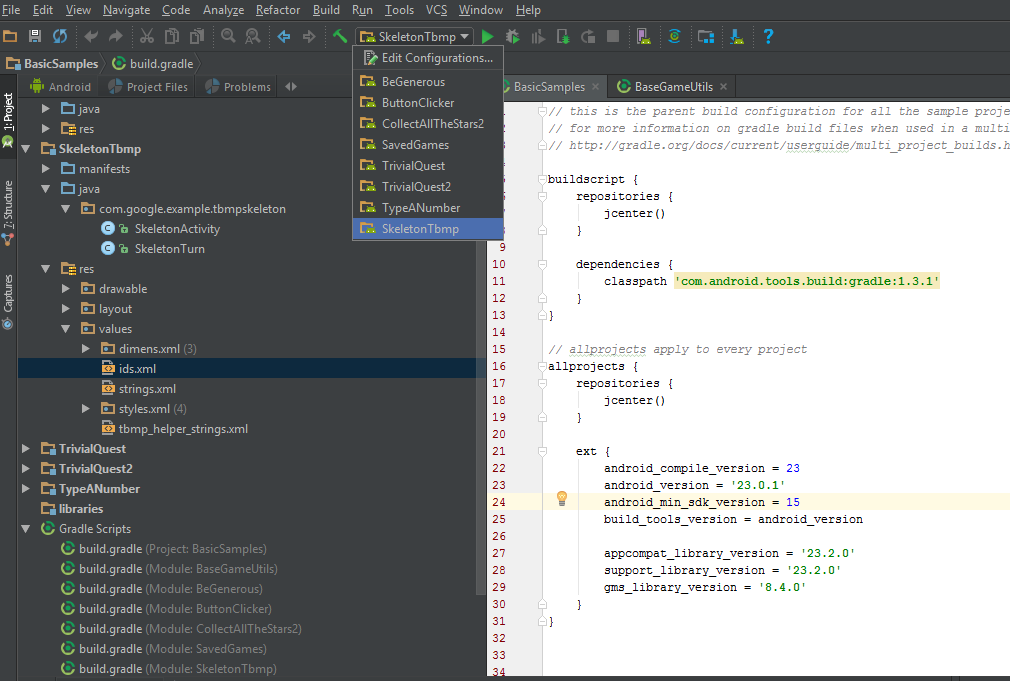 File Edit View Navigate Code Analyze Refactor Build Run Tools VCS Window Help
SkeletonTbmp
BasicSamples build.gradle
Android Project Files Problems
1: Project
7: Structure
Captures
java
res
SkeletonTbmp
manifests
java
com.google.example.tbmpskeleton
SkeletonActivity
SkeletonTurn
res
drawable
layout
values
dimens.xml (3)
ids.xml
strings.xml
styles.xml (4)
tbmp_helper_strings.xml
TrivialQuest
TrivialQuest2
TypeANumber
libraries
Gradle Scripts
build.gradle (Project: BasicSamples)
build.gradle (Module: BaseGameUtils)
build.gradle (Module: BeGenerous)
build.gradle (Module: ButtonClicker)
build.gradle (Module: CollectAllTheStars2)
build.gradle (Module: SavedGames)
build.gradle (Module: SkeletonTbmp)
Edit Configurations...
BeGenerous
ButtonClicker
CollectAllTheStars2
SavedGames
TrivialQuest
TrivialQuest2
TypeANumber
SkeletonTbmp
BasicSamples BaseGameUtils
// this is the parent build configuration for all the sample proje
// for more information on gradle build files when used in a multi
// http://gradle.org/docs/current/userguide/multi_project_builds.h
buildscript {
repositories {
jcenter()
}
9
10 dependencies {
11 classpath 'com.android.tools.build:gradle:1.3.1'
12 }
13 }
14
15 // allprojects apply to every project
16 allprojects {
17 repositories {
18 jcenter()
19 }
20
21 ext {
22 android_compile_version = 23
23 android_version = '23.0.1'
24 android_min_sdk_version = 15
25 build_tools_version = android_version
26
27 appcompat_library_version = '23.2.0'
28 support_library_version = '23.2.0'
29 gms_library_version = '8.4.0'
30 }
31 }
32
33
34